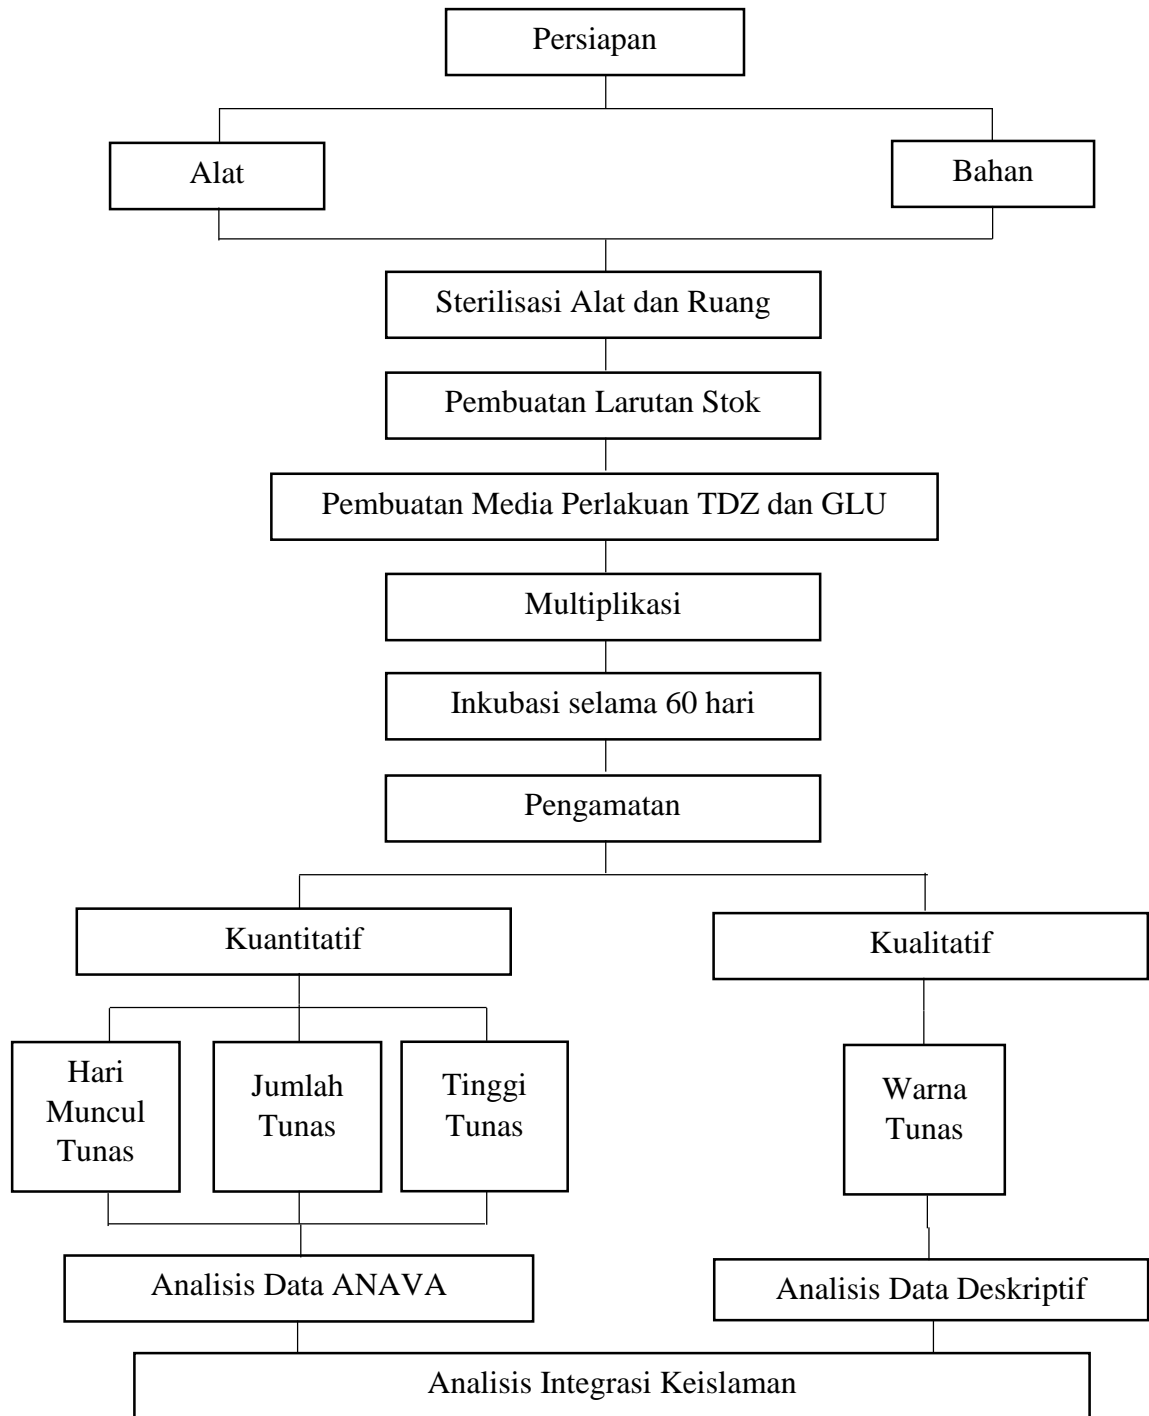 Persiapan
Alat
Bahan
Sterilisasi Alat dan Ruang
Pembuatan Larutan Stok
Pembuatan Media Perlakuan TDZ dan GLU
Multiplikasi
Inkubasi selama 60 hari
Pengamatan
Kuantitatif
Kualitatif
Hari
Muncul
Tunas
Jumlah
Tunas
Tinggi
Tunas
Warna
Tunas
Analisis Data ANAVA
Analisis Data Deskriptif
Analisis Integrasi Keislaman